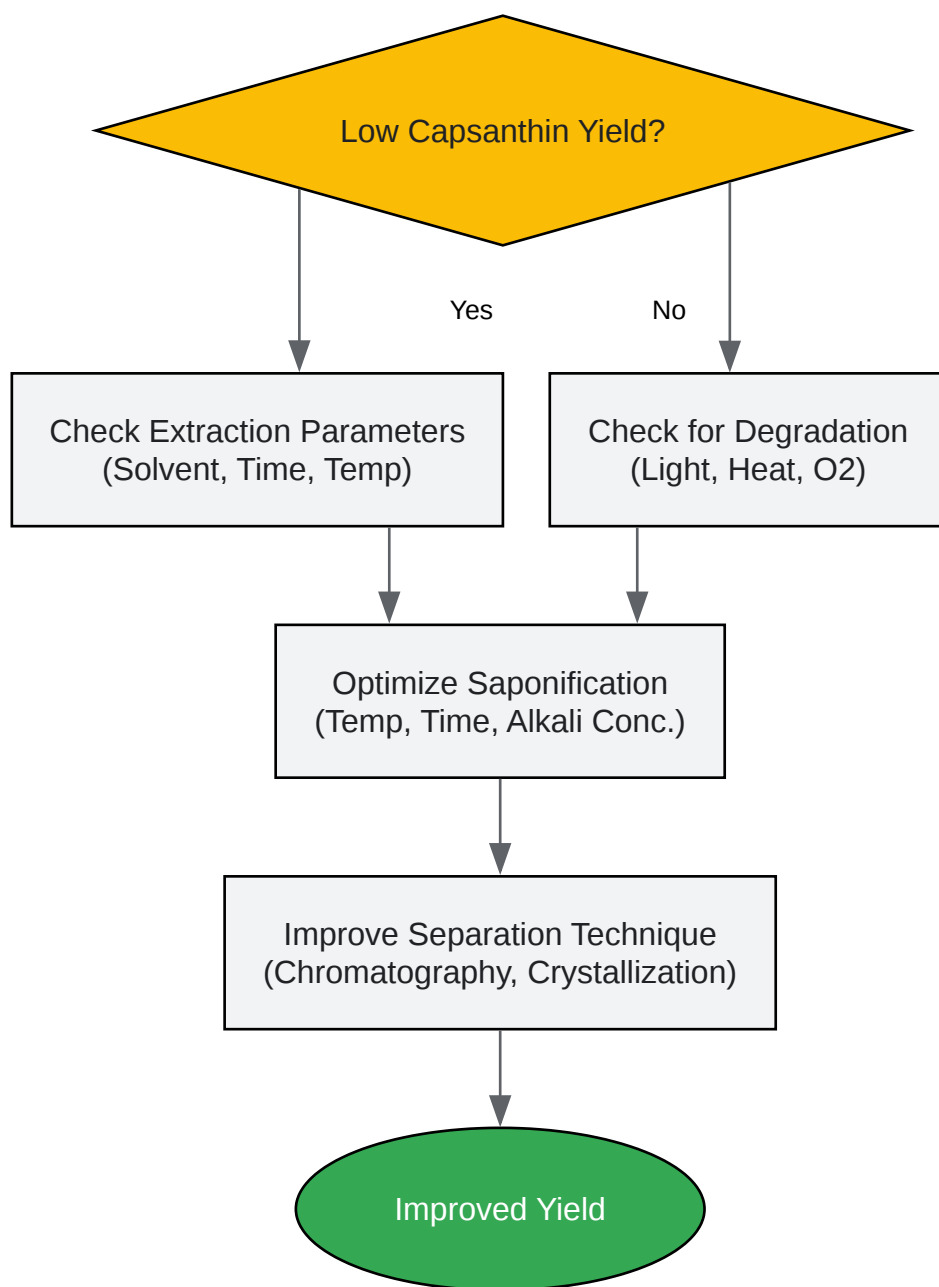 Low Capsanthin Yield?
Yes
No
Check Extraction Parameters
(Solvent, Time, Temp)
Check for Degradation
(Light, Heat, O2)
Optimize Saponification
(Temp, Time, Alkali Conc.)
Improve Separation Technique
(Chromatography, Crystallization)
Improved Yield